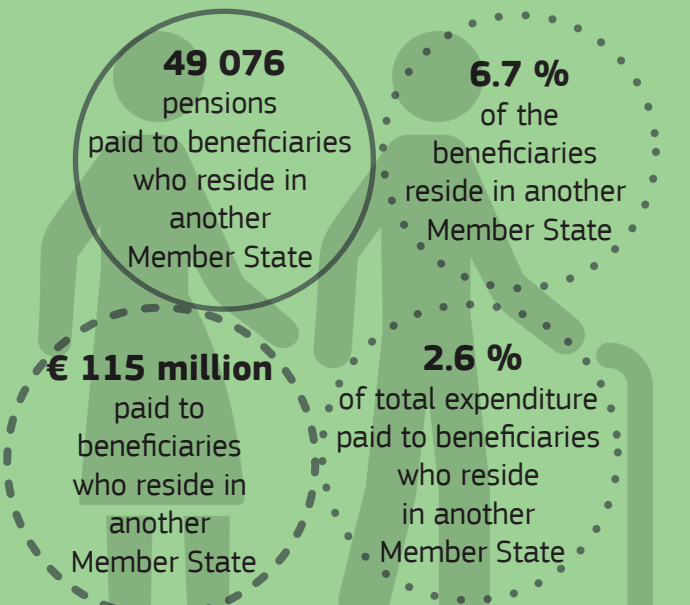 49 076
pensions
paid to beneficiaries
who reside in
another
Member State
6.7 %
of the
beneficiaries
reside in another
Member State
€ 115 million
paid to
beneficiaries
who reside in
another
Member State
2.6 %
of total expenditure
paid to beneficiaries
who reside
in another
Member State